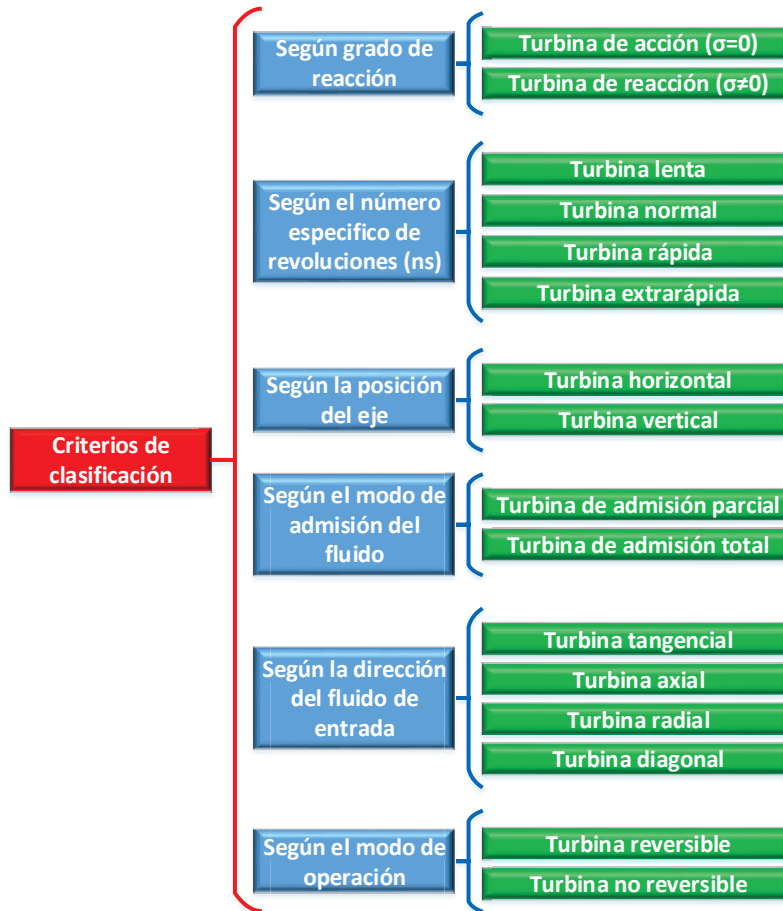 Criterios de
clasificación
Según grado de
reacción
Turbina de acción (σ=0)
Turbina de reacción (σ≠0)
Según el número
especifico de
revoluciones (ns)
Turbina lenta
Turbina normal
Turbina rápida
Turbina extrarápida
Según la posición
del eje
Turbina horizontal
Turbina vertical
Según el modo de
admisión del
fluido
Turbina de admisión parcial
Turbina de admisión total
Según la dirección
del fluido de
entrada
Turbina tangencial
Turbina axial
Turbina radial
Turbina diagonal
Según el modo de
operación
Turbina reversible
Turbina no reversible